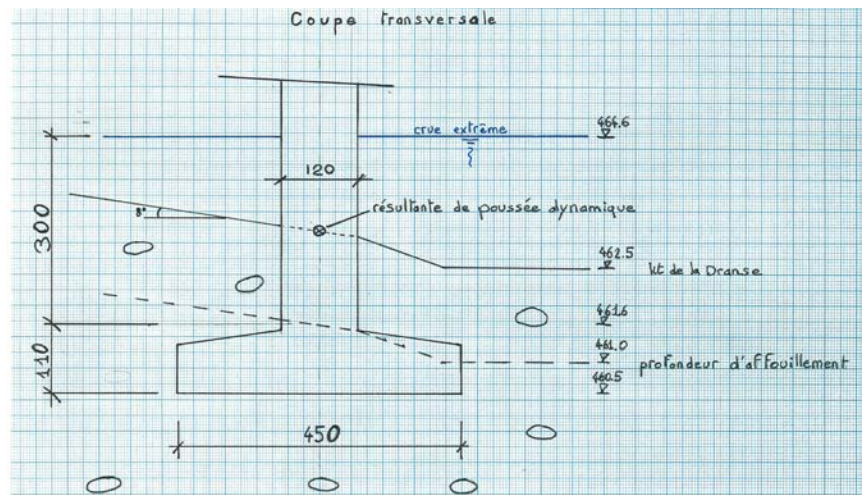 Coupe transversale
464.6
crue extrême
120
résultante de poussée dynamique
8°
300
462.5
lit de la Dranse
461.6
461.0
profondeur d'affouillement
110
460.5
450